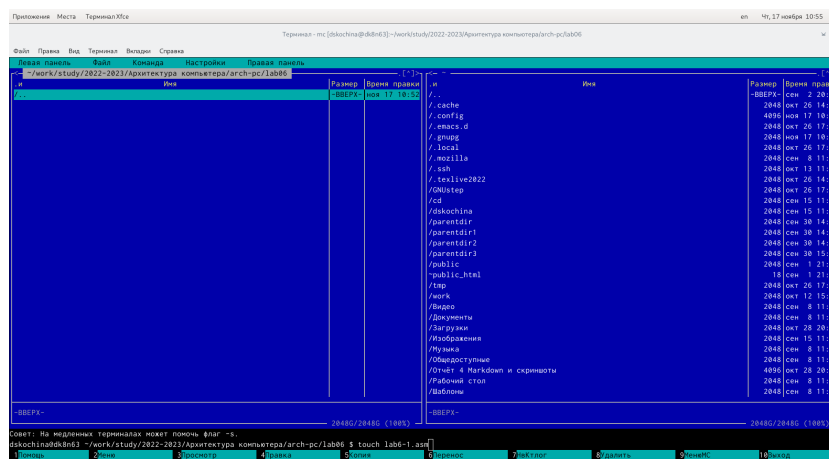 Приложения Места Терминал Xfce en Чт, 17 ноября 10:55
Терминал - mc [dskochina@dk8n63]:~/work/study/2022-2023/Архитектура компьютера/arch-pc/lab06
Файл Правка Вид Терминал Вкладки Справка
Левая панель Файл Команда Настройки Правая панель
<- ~/work/study/2022-2023/Архитектура компьютера/arch-pc/lab06 .[^]> <- ~ .[^
.и Имя Размер Время правки .и Имя Размер Время прав
/.. -ВВЕРХ- ноя 17 10:52 /.. -ВВЕРХ- сен 2 20:
/.cache 2048 окт 26 14:
/.config 4096 ноя 17 10:
/.emacs.d 2048 окт 26 17:
/.gnupg 2048 ноя 17 10:
/.local 2048 окт 26 17:
/.mozilla 2048 сен 8 11:
/.ssh 2048 окт 13 11:
/.texlive2022 2048 окт 26 14:
/GNUstep 2048 окт 26 17:
/cd 2048 сен 15 11:
/dskochina 2048 сен 15 11:
/parentdir 2048 сен 30 14:
/parentdir1 2048 сен 30 14:
/parentdir2 2048 сен 30 14:
/parentdir3 2048 сен 30 15:
/public 2048 сен 1 21:
~public_html 18 сен 1 21:
/tmp 2048 окт 26 17:
/work 2048 окт 12 15:
/Видео 2048 сен 8 11:
/Документы 2048 сен 8 11:
/Загрузки 2048 окт 28 20:
/Изображения 2048 сен 15 11:
/Музыка 2048 сен 8 11:
/Общедоступные 2048 сен 8 11:
/Отчёт 4 Markdown и скриншоты 4096 окт 28 20:
/Рабочий стол 2048 сен 8 11:
/Шаблоны 2048 сен 8 11:
-ВВЕРХ- -ВВЕРХ-
2048G/2048G (100%) 2048G/2048G (100%)
Совет: На медленных терминалах может помочь флаг -s.
dskochina@dk8n63 ~/work/study/2022-2023/Архитектура компьютера/arch-pc/lab06 $ touch lab6-1.asm
1Помощь 2Меню 3Просмотр 4Правка 5Копия 6Перенос 7НвКтлог 8Удалить 9МенюMC 10Выход